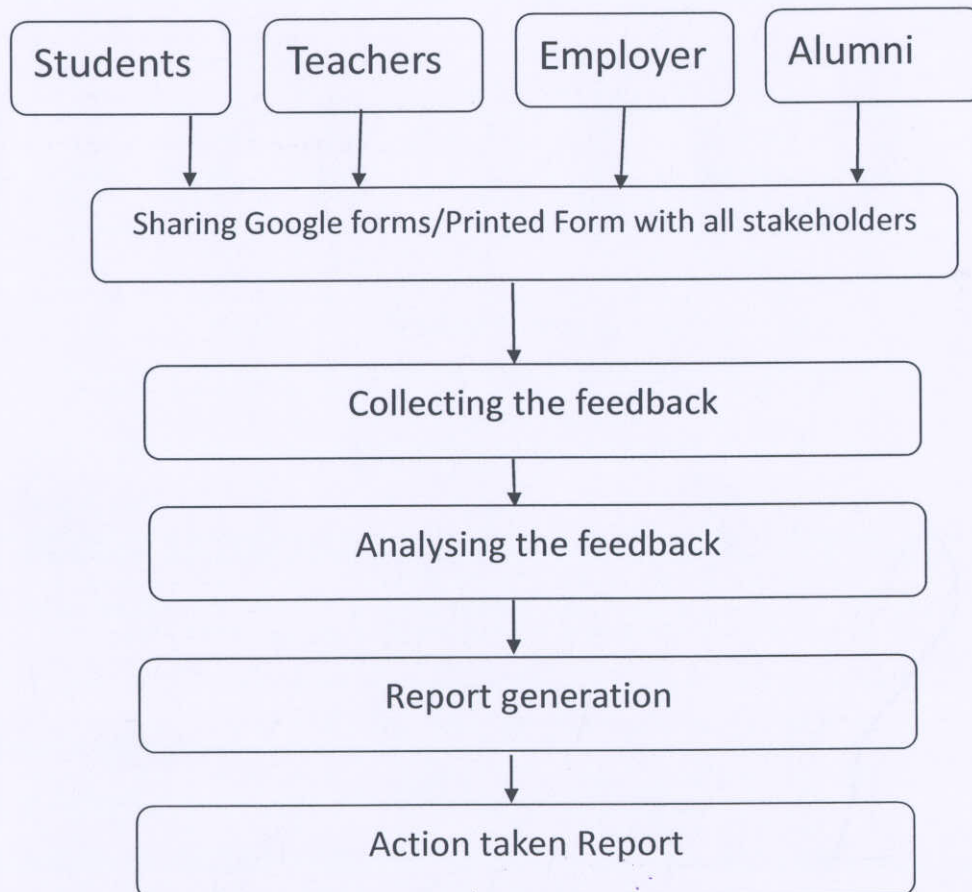 Students
Teachers
Employer
Alumni
Sharing Google forms/Printed Form with all stakeholders
Collecting the feedback
Analysing the feedback
Report generation
Action taken Report